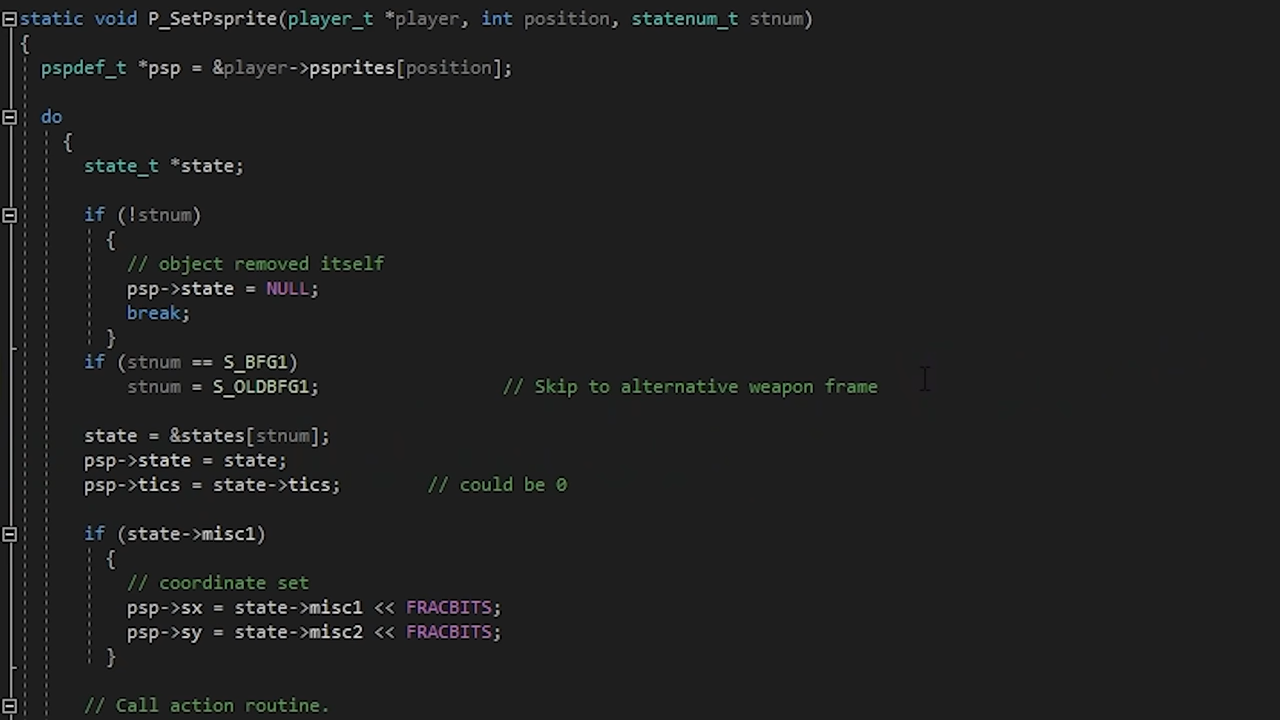 static void P_SetPsprite(player_t *player, int position, statenum_t stnum)
{
pspdef_t *psp = &player->psprites[position];
do
{
state_t *state;
if (!stnum)
{
// object removed itself
psp->state = NULL;
break;
}
if (stnum == S_BFG1)
stnum = S_OLDBFG1; // Skip to alternative weapon frame
state = &states[stnum];
psp->state = state;
psp->tics = state->tics; // could be 0
if (state->misc1)
{
// coordinate set
psp->sx = state->misc1 << FRACBITS;
psp->sy = state->misc2 << FRACBITS;
}
// Call action routine.